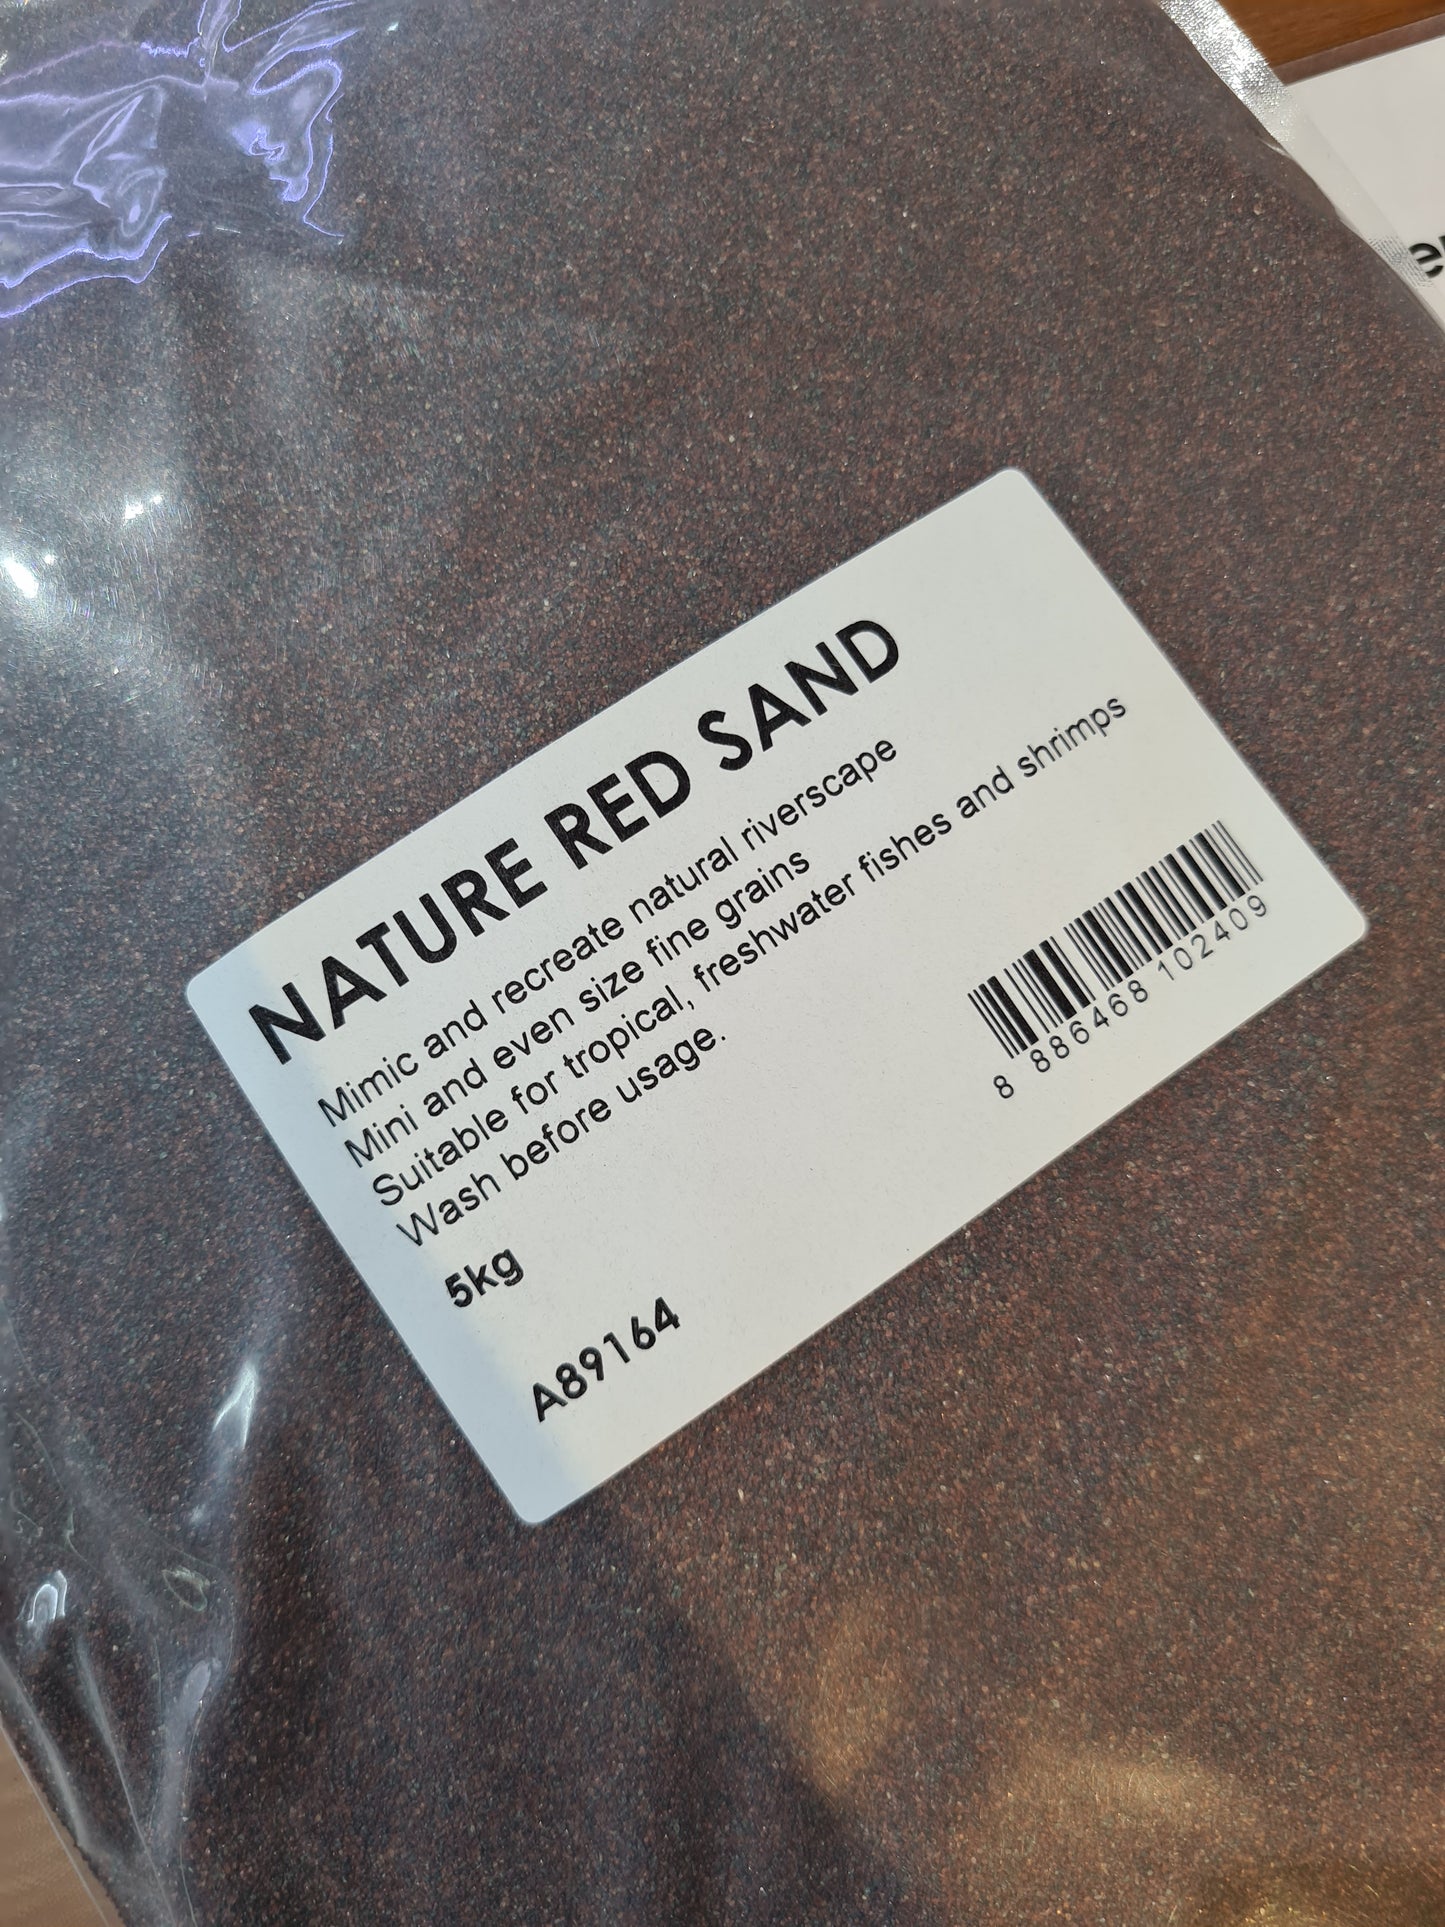 NATURE RED SAND
Mimic and recreate natural riverscape
Mini and even size fine grains
Suitable for tropical, freshwater fishes and shrimps
Wash before usage.
5kg
A89164
8 886468 102409